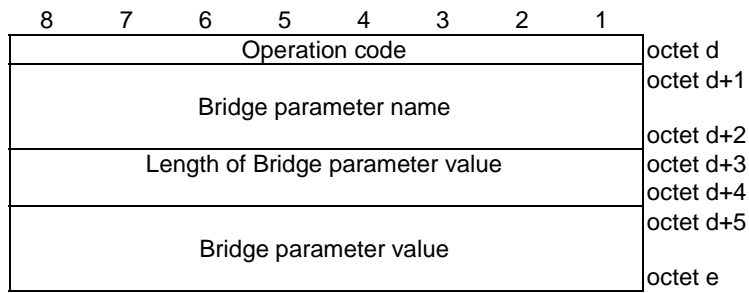 8 7 6 5 4 3 2 1
Operation code octet d
octet d+1
Bridge parameter name
octet d+2
Length of Bridge parameter value octet d+3
octet d+4
octet d+5
Bridge parameter value
octet e